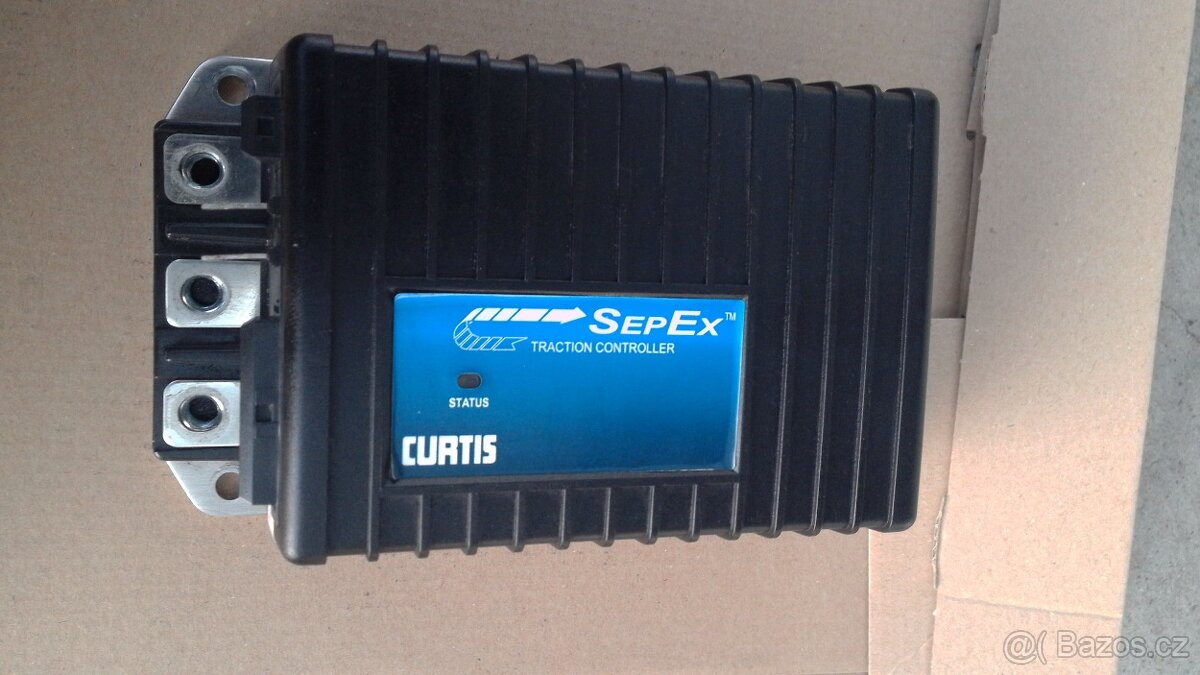 SEPEX™
TRACTION CONTROLLER
STATUS
CURTIS
@( Bazos.cz